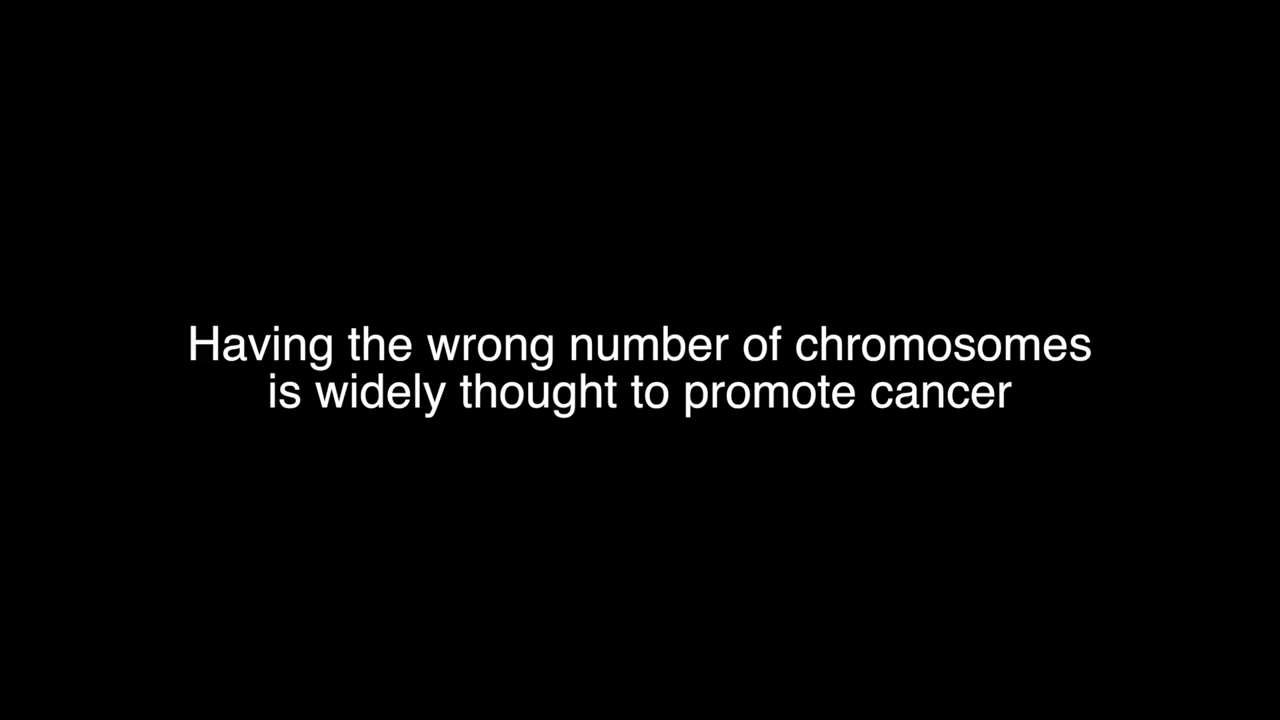 Having the wrong number of chromosomes
is widely thought to promote cancer